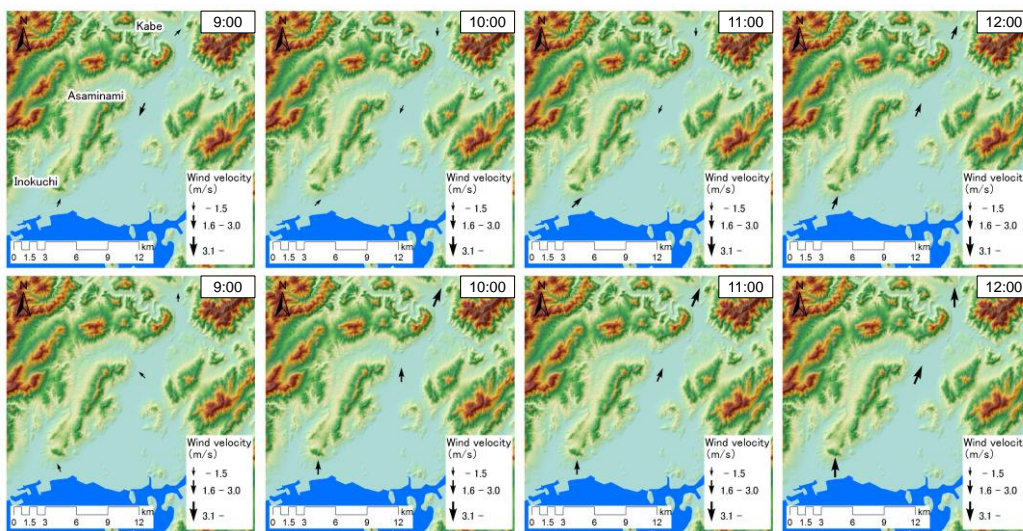 N
Kabe
9:00
Asaminami
Inokuchi
Wind velocity
(m/s)
- 1.5
1.6 - 3.0
3.1 -
km
0 1.5 3 6 9 12
N
10:00
Wind velocity
(m/s)
- 1.5
1.6 - 3.0
3.1 -
km
0 1.5 3 6 9 12
N
11:00
Wind velocity
(m/s)
- 1.5
1.6 - 3.0
3.1 -
km
0 1.5 3 6 9 12
N
12:00
Wind velocity
(m/s)
- 1.5
1.6 - 3.0
3.1 -
km
0 1.5 3 6 9 12
N
9:00
Wind velocity
(m/s)
- 1.5
1.6 - 3.0
3.1 -
km
0 1.5 3 6 9 12
N
10:00
Wind velocity
(m/s)
- 1.5
1.6 - 3.0
3.1 -
km
0 1.5 3 6 9 12
N
11:00
Wind velocity
(m/s)
- 1.5
1.6 - 3.0
3.1 -
km
0 1.5 3 6 9 12
N
12:00
Wind velocity
(m/s)
- 1.5
1.6 - 3.0
3.1 -
km
0 1.5 3 6 9 12